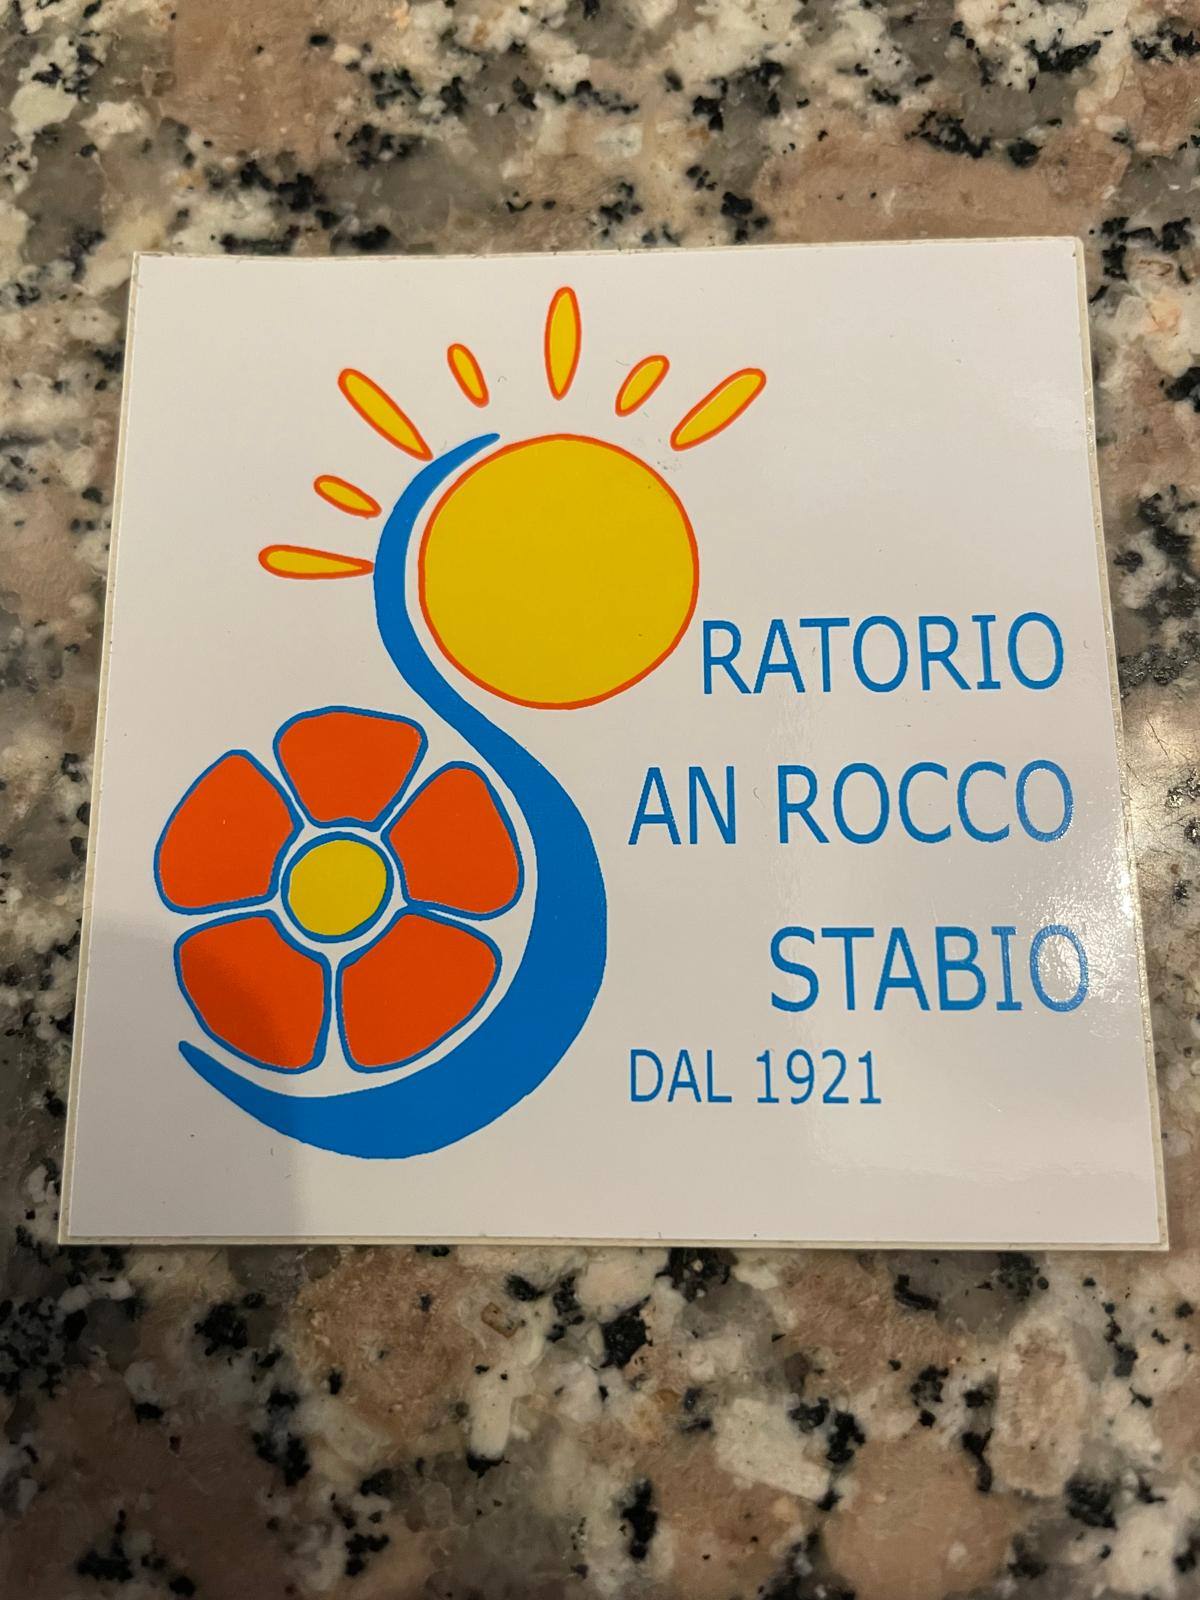 RATORIO
AN ROCCO
STABIO
DAL 1921